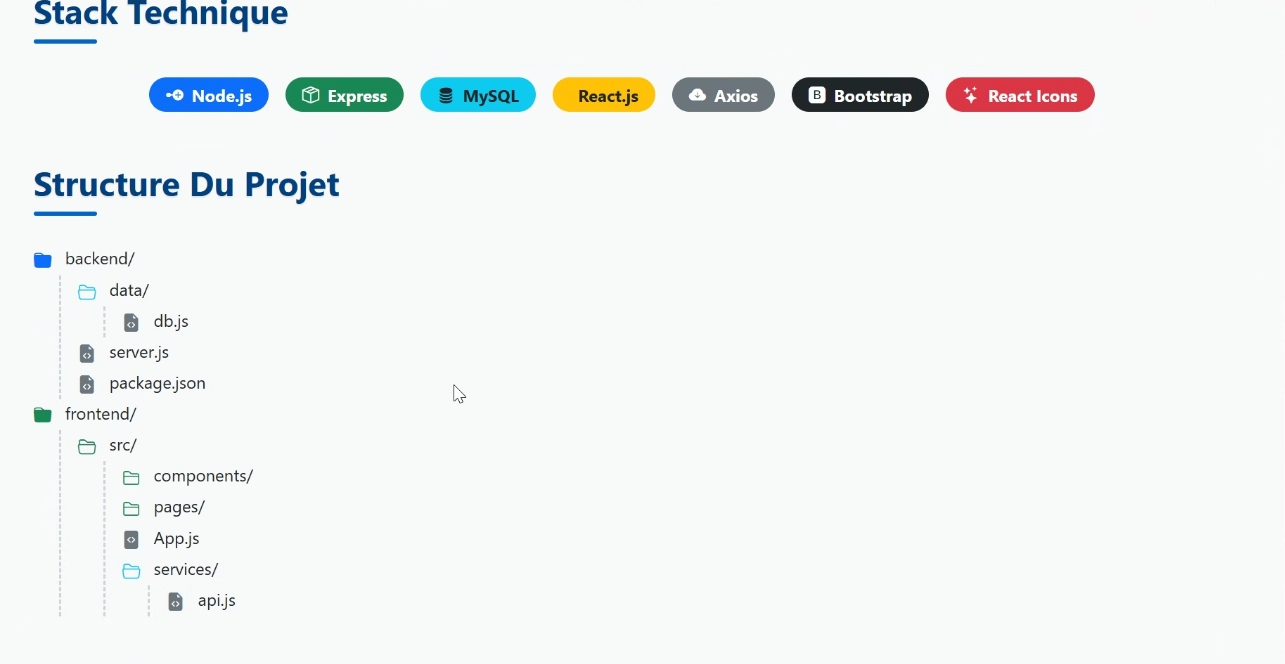 Stack Technique
Node.js Express MySQL React.js Axios Bootstrap React Icons
Structure Du Projet
backend/
data/
db.js
server.js
package.json
frontend/
src/
components/
pages/
App.js
services/
api.js